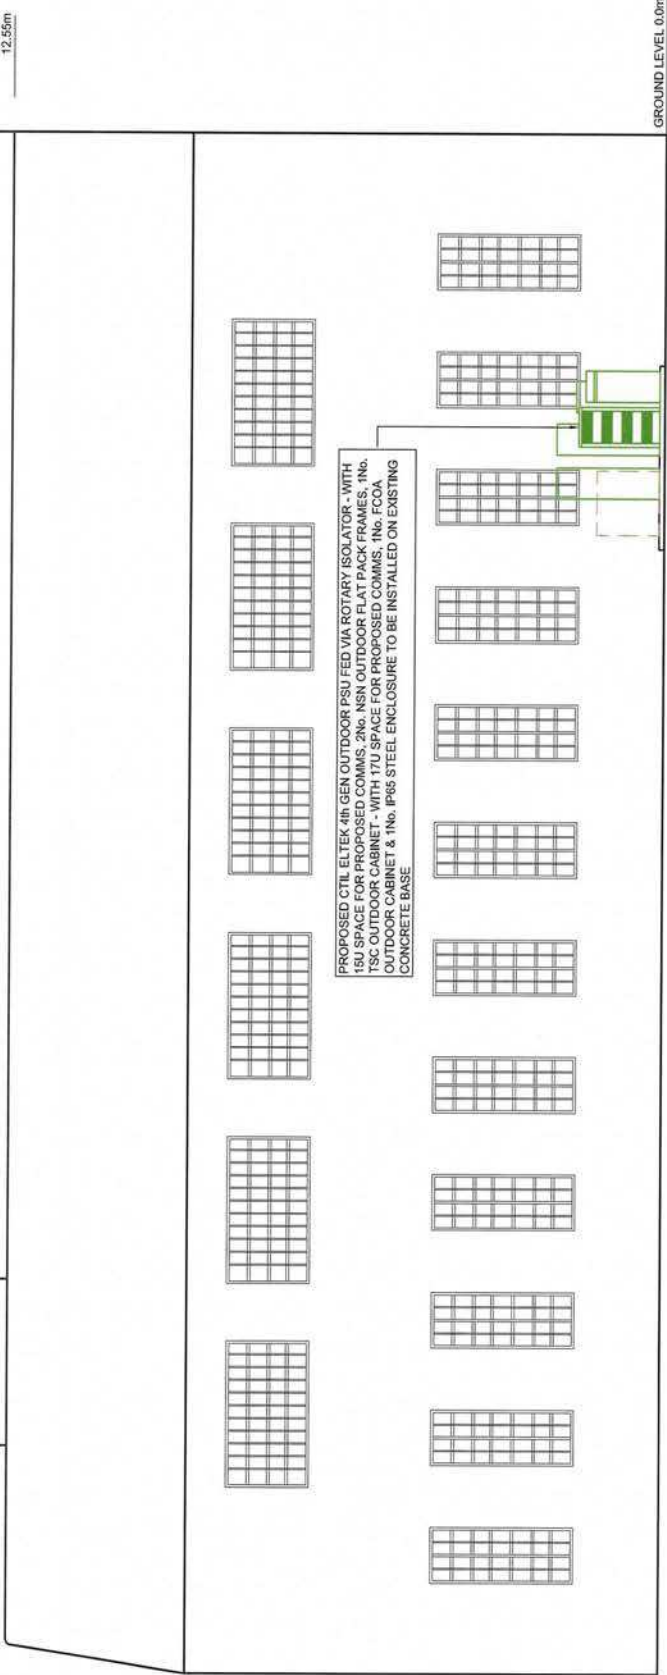 12.55m
PROPOSED CTIL ELTEK 4th GEN OUTDOOR PSU FED VIA ROTARY ISOLATOR - WITH
15U SPACE FOR PROPOSED COMMS, 2No. NSN OUTDOOR FLAT PACK FRAMES, 1No.
TSC OUTDOOR CABINET - WITH 17U SPACE FOR PROPOSED COMMS, 1No. FCOA
OUTDOOR CABINET & 1No. IP65 STEEL ENCLOSURE TO BE INSTALLED ON EXISTING
CONCRETE BASE
GROUND LEVEL 0.0m